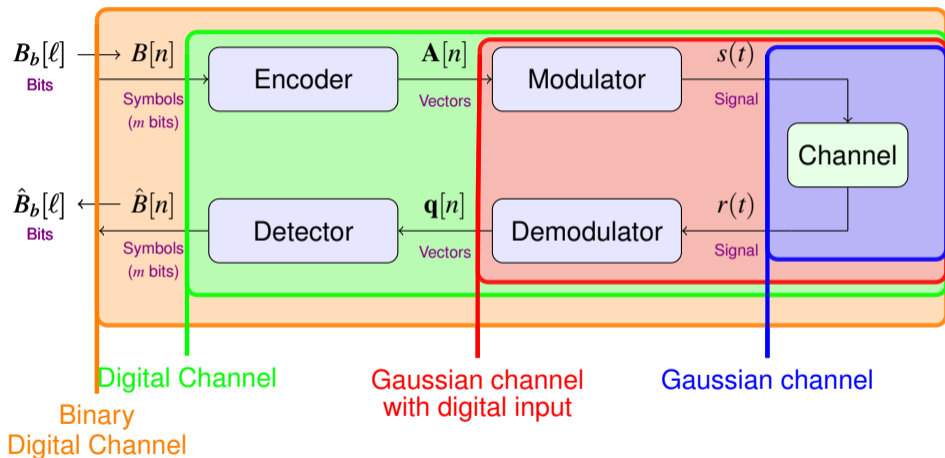 B_b[ℓ]
Bits
B[n]
Symbols
(m bits)
Encoder
A[n]
Vectors
Modulator
s(t)
Signal
Channel
B̂_b[ℓ]
Bits
B̂[n]
Symbols
(m bits)
Detector
q[n]
Vectors
Demodulator
r(t)
Signal
Digital Channel
Gaussian channel
with digital input
Gaussian channel
Binary
Digital Channel